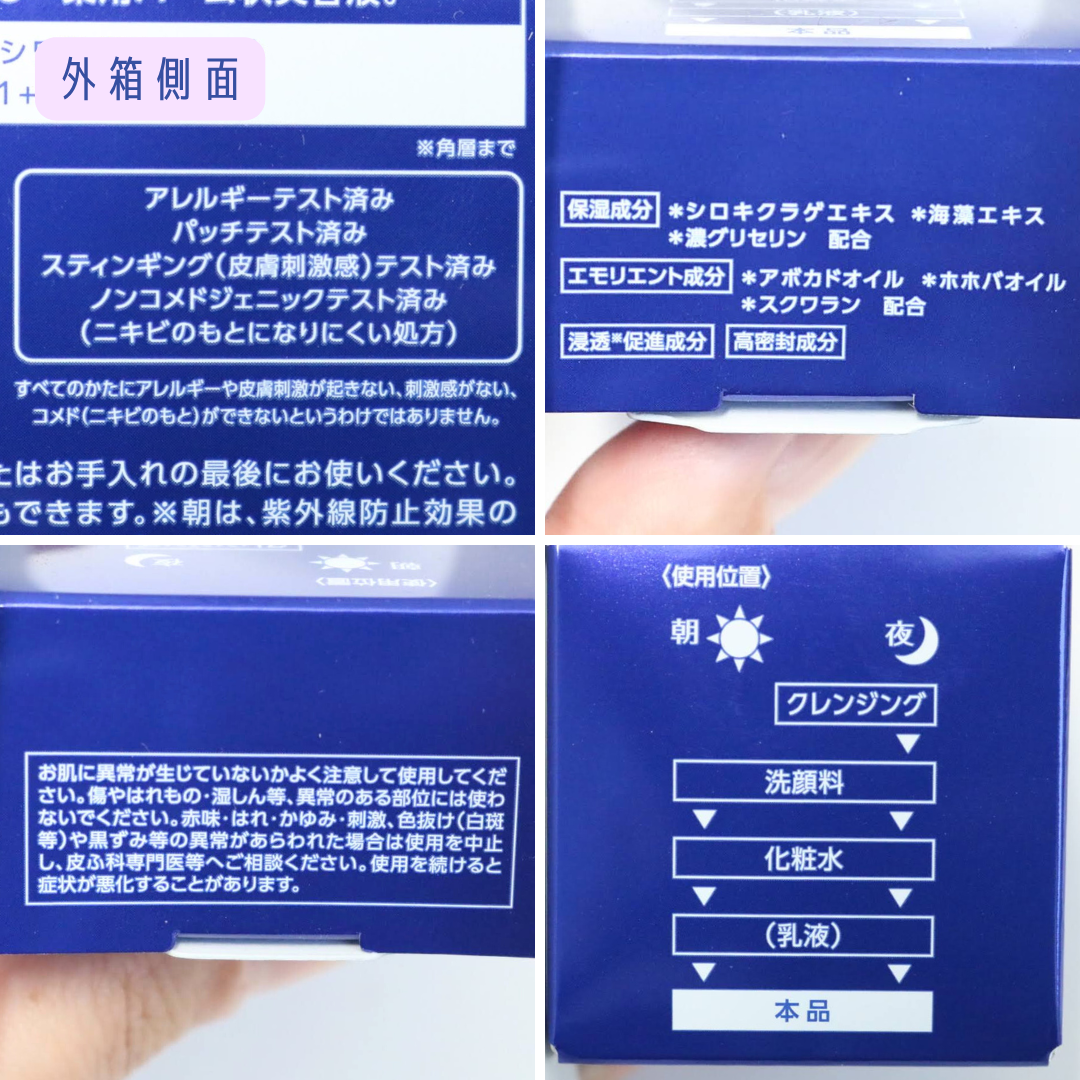 外箱側面
シ
1+
※角層まで
アレルギーテスト済み
パッチテスト済み
スティンギング(皮膚刺激感)テスト済み
ノンコメドジェニックテスト済み
(ニキビのもとになりにくい処方)
すべてのかたにアレルギーや皮膚刺激が起きない、刺激感がない、
コメド(ニキビのもと)ができないというわけではありません。
たはお手入れの最後にお使いください。
もできます。※朝は、紫外線防止効果の
(乳液)
本品
保湿成分 *シロキクラゲエキス *海藻エキス
*濃グリセリン 配合
エモリエント成分 *アボカドオイル *ホホバオイル
*スクワラン 配合
浸透※促進成分 高密封成分
夜 朝
〈使用位置〉
お肌に異常が生じていないかよく注意して使用してくだ
さい。傷やはれもの・湿しん等、異常のある部位には使わ
ないでください。赤味・はれ・かゆみ・刺激、色抜け(白斑
等)や黒ずみ等の異常があらわれた場合は使用を中止
し、皮ふ科専門医等へご相談ください。使用を続けると
症状が悪化することがあります。
〈使用位置〉
朝 夜
クレンジング
洗顔料
化粧水
(乳液)
本品